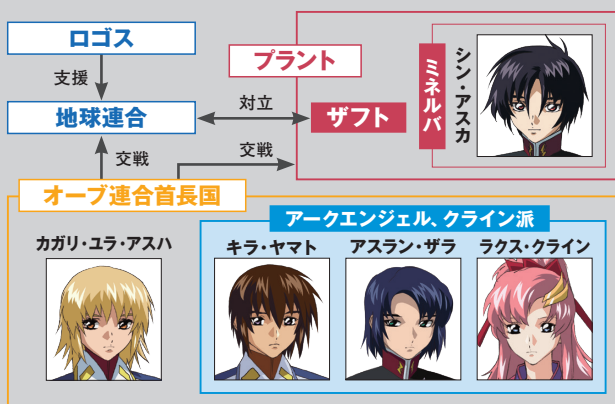 ロゴス
支援
地球連合
対立
プラント
ザフト
ミネルバ
シン・アスカ
交戦
交戦
オーブ連合首長国
アークエンジェル、クライン派
カガリ・ユラ・アスハ
キラ・ヤマト
アスラン・ザラ
ラクス・クライン